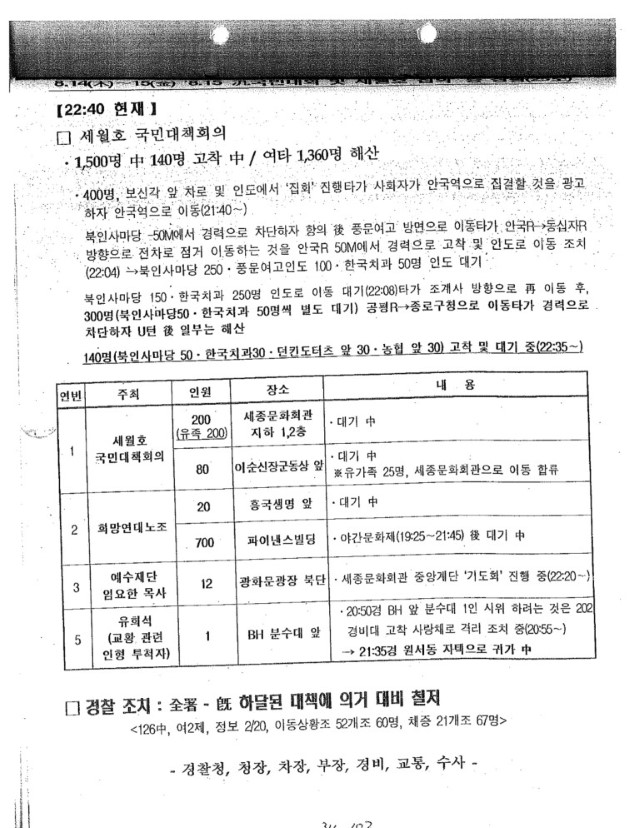 【22:40 현재】
□ 세월호 국민대책회의
· 1,500명 中 140명 고착 中 / 여타 1,360명 해산
· 400명, 보신각 앞 차로 및 인도에서 '집회' 진행타가 사회자가 안국역으로 집결할 것을 광고
하자 안국역으로 이동(21:40~)
북인사마당 -50M에서 경력으로 차단하자 항의 後 풍문여고 방면으로 이동타가 안국R→동십자R
방향으로 전차로 점거 이동하는 것을 안국R 50M에서 경력으로 고착 및 인도로 이동 조치
(22:04) →북인사마당 250·풍문여고인도 100·한국치과 50명 인도 대기
북인사마당 150·한국치과 250명 인도로 이동 대기(22:08)타가 조계사 방향으로 再 이동 후,
300명(북인사마당50·한국치과 50명씩 별도 대기) 공평R→종로구청으로 이동타가 경력으로
차단하자 U턴 後 일부는 해산
140명(북인사마당 50·한국치과30·던킨도터츠 앞 30·농협 앞 30) 고착 및 대기 중(22:35~)
연번 주최 인원 장소 내 용
1 세월호 국민대책회의 200 (유족 200) 세종문화회관 지하 1,2층 · 대기 中
80 이순신장군동상 앞 · 대기 中
※유가족 25명, 세종문화회관으로 이동 합류
2 희망연대노조 20 흥국생명 앞 · 대기 中
700 파이낸스빌딩 · 야간문화제(19:25~21:45) 後 대기 中
3 예수재단 임요한 목사 12 광화문광장 북단 · 세종문화회관 중앙계단 '기도회' 진행 중(22:20~)
5 유희석 (교황 관련 인형 부착자) 1 BH 분수대 앞 · 20:50경 BH 앞 분수대 1인 시위 하려는 것은 202
경비대 고착 사랑채로 격리 조치 중(20:55~)
→ 21:35경 원서동 자택으로 귀가 中
□ 경찰 조치 : 全署 - 旣 하달된 대책에 의거 대비 철저
<126中, 여2제, 정보 2/20, 이동상황조 52개조 60명, 채증 21개조 67명>
- 경찰청, 청장, 차장, 부장, 경비, 교통, 수사 -